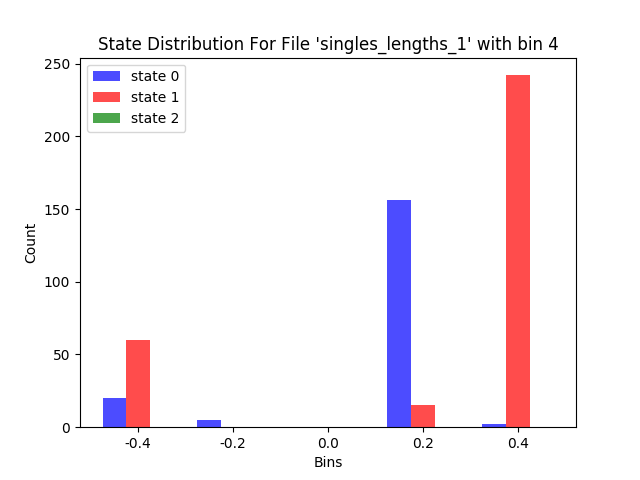 State Distribution For File 'singles_lengths_1' with bin 4
250
200
150
100
50
0
Count
state 0
state 1
state 2
-0.4
-0.2
0.0
0.2
0.4
Bins